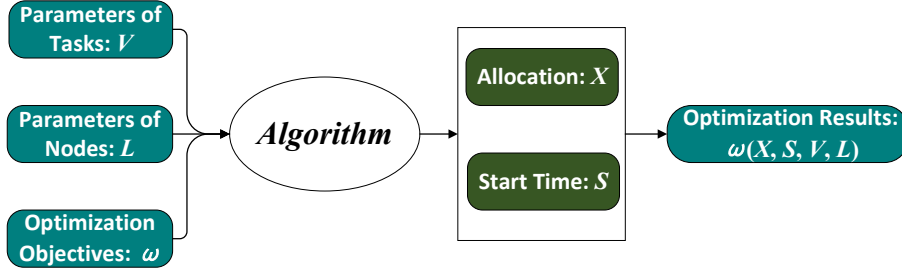 Parameters of
Tasks: V
Parameters of
Nodes: L
Optimization
Objectives: ω
Algorithm
Allocation: X
Start Time: S
Optimization Results:
ω(X, S, V, L)